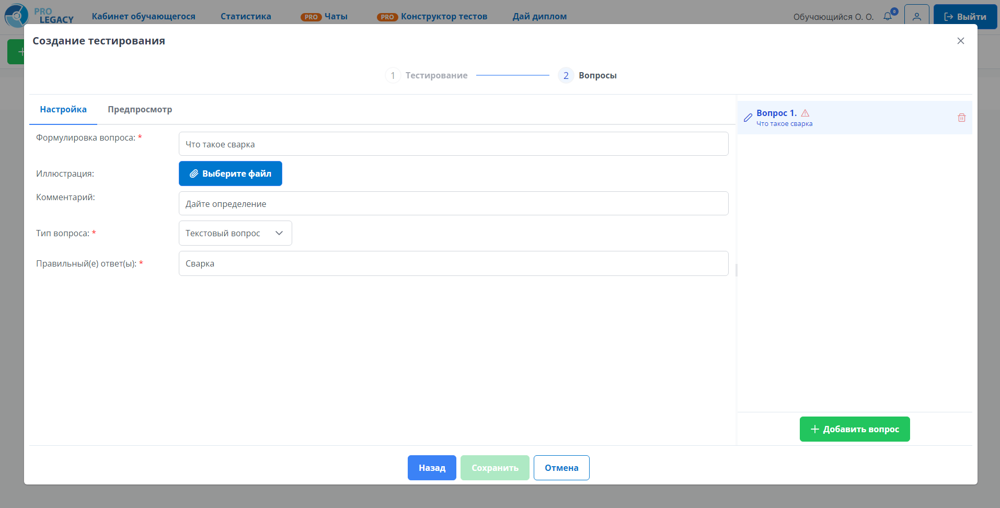 PRO
LEGACY
Кабинет обучающегося
Статистика
PRO Чаты
PRO Конструктор тестов
Дай диплом
Обучающийся О. О.
0
Выйти
Создание тестирования
1 Тестирование
2 Вопросы
Настройка
Предпросмотр
Формулировка вопроса: *
Что такое сварка
Иллюстрация:
Выберите файл
Комментарий:
Дайте определение
Тип вопроса: *
Текстовый вопрос
Правильный(е) ответ(ы): *
Сварка
Вопрос 1.
Что такое сварка
Добавить вопрос
Назад
Сохранить
Отмена